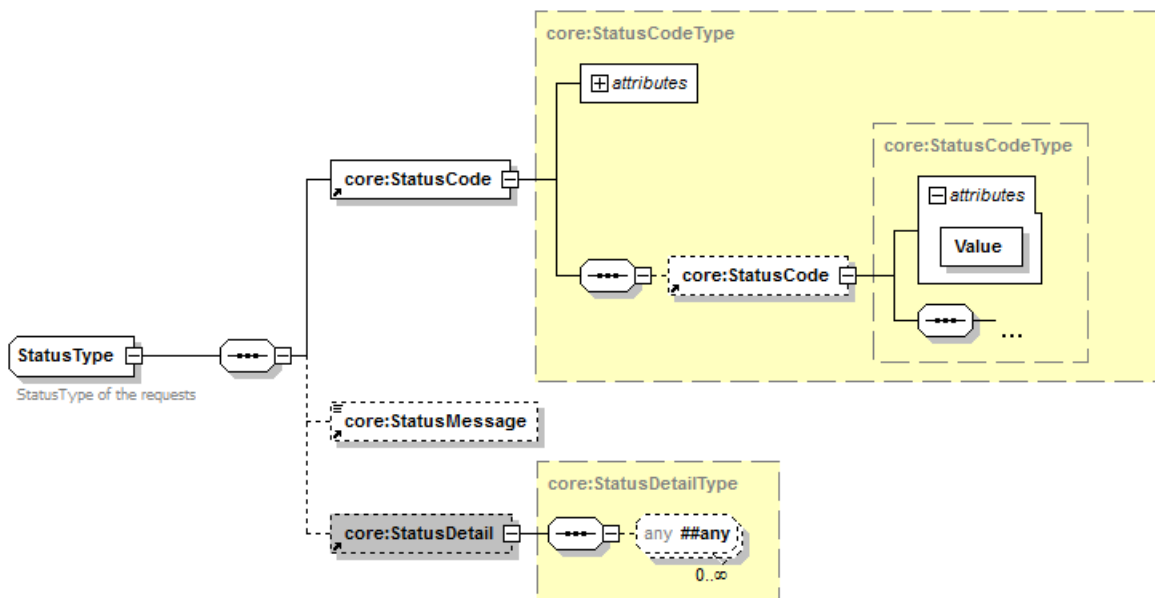 core:StatusCodeType
attributes
core:StatusCodeType
core:StatusCode
attributes
Value
core:StatusCode
...
StatusType
StatusType of the requests
core:StatusMessage
core:StatusDetailType
core:StatusDetail
any ##any
0..∞